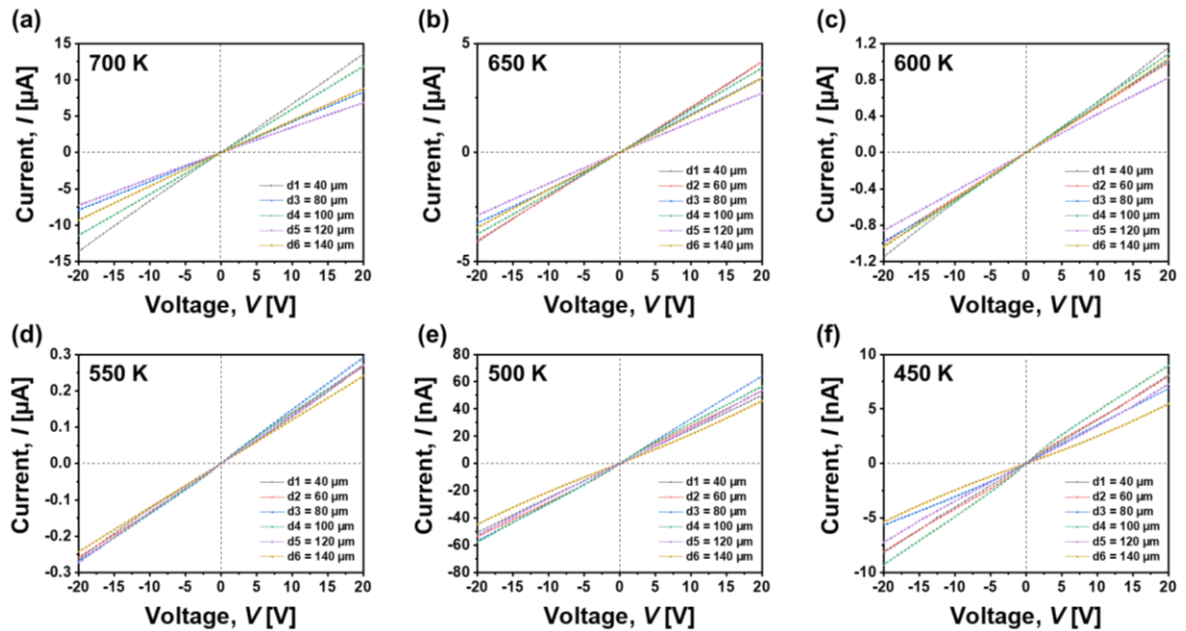 (a)
15
10
5
0
-5
-10
-15
Current, I [µA]
700 K
d1 = 40 µm
d3 = 80 µm
d4 = 100 µm
d5 = 120 µm
d6 = 140 µm
-20 -15 -10 -5 0 5 10 15 20
Voltage, V [V]
(b)
5
0
-5
Current, I [µA]
650 K
d1 = 40 µm
d2 = 60 µm
d3 = 80 µm
d4 = 100 µm
d5 = 120 µm
d6 = 140 µm
-20 -15 -10 -5 0 5 10 15 20
Voltage, V [V]
(c)
1.2
0.8
0.4
0.0
-0.4
-0.8
-1.2
Current, I [µA]
600 K
d1 = 40 µm
d2 = 60 µm
d3 = 80 µm
d4 = 100 µm
d5 = 120 µm
d6 = 140 µm
-20 -15 -10 -5 0 5 10 15 20
Voltage, V [V]
(d)
0.3
0.2
0.1
0.0
-0.1
-0.2
-0.3
Current, I [µA]
550 K
d1 = 40 µm
d2 = 60 µm
d3 = 80 µm
d4 = 100 µm
d5 = 120 µm
d6 = 140 µm
-20 -15 -10 -5 0 5 10 15 20
Voltage, V [V]
(e)
80
60
40
20
0
-20
-40
-60
-80
Current, I [nA]
500 K
d1 = 40 µm
d2 = 60 µm
d3 = 80 µm
d4 = 100 µm
d5 = 120 µm
d6 = 140 µm
-20 -15 -10 -5 0 5 10 15 20
Voltage, V [V]
(f)
10
5
0
-5
-10
Current, I [nA]
450 K
d1 = 40 µm
d2 = 60 µm
d3 = 80 µm
d4 = 100 µm
d5 = 120 µm
d6 = 140 µm
-20 -15 -10 -5 0 5 10 15 20
Voltage, V [V]